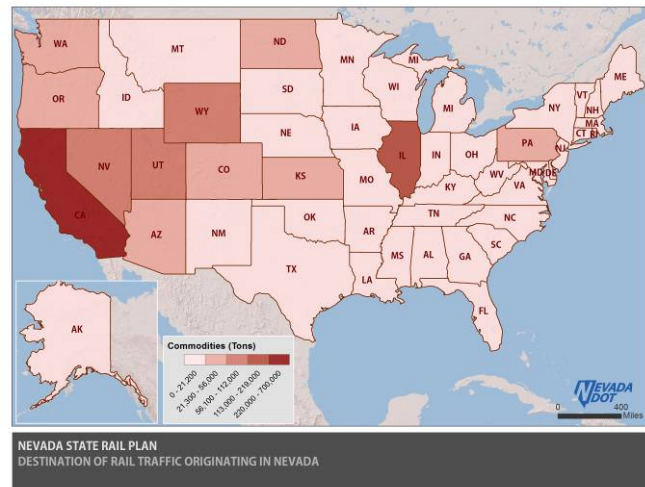 WA
MT
ND
MN
MI
ME
OR
ID
SD
WI
VT
NH
NY
MA
CT
RI
MI
WY
NE
IA
PA
NJ
NV
UT
CO
KS
MO
IL
IN
OH
MD
DE
WV
VA
KY
CA
AZ
NM
OK
AR
TN
NC
SC
TX
LA
MS
AL
GA
FL
AK
Commodities (Tons)
0 - 21,200
21,300 - 56,000
56,100 - 112,000
113,000 - 219,000
220,000 - 700,000
NEVADA
DOT
0 400
Miles
NEVADA STATE RAIL PLAN
DESTINATION OF RAIL TRAFFIC ORIGINATING IN NEVADA